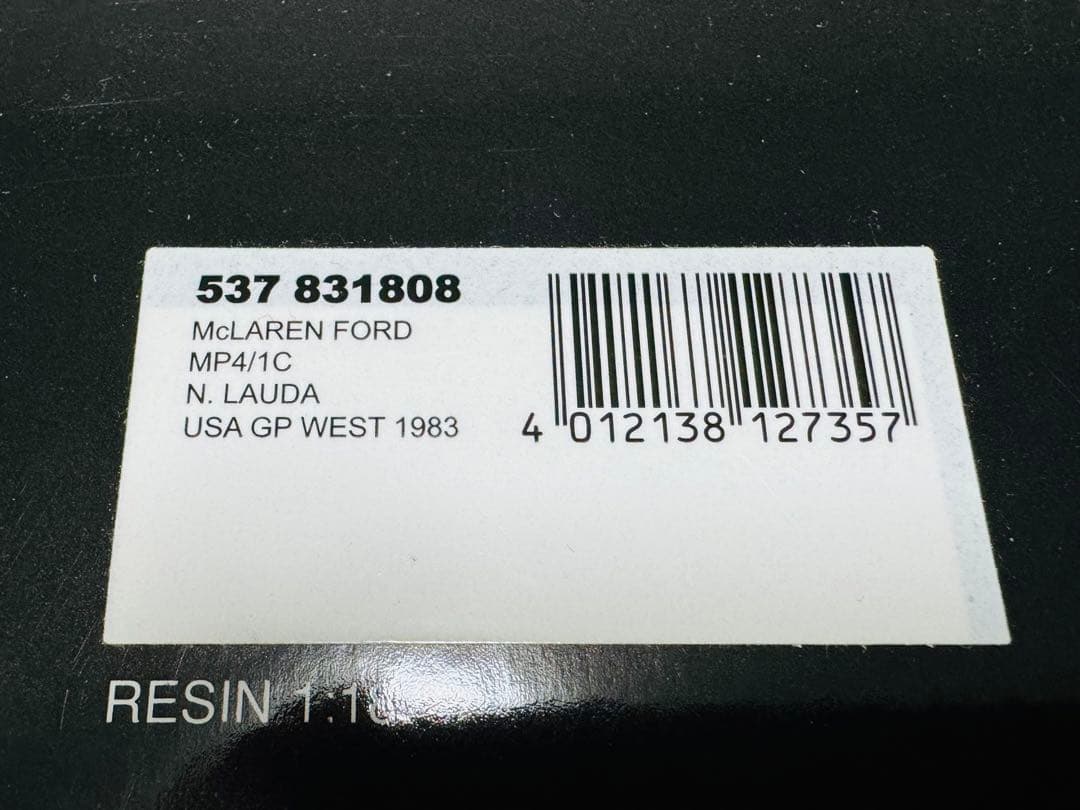 537 831808
McLAREN FORD
MP4/1C
N. LAUDA
USA GP WEST 1983
4 012138 127357
RESIN